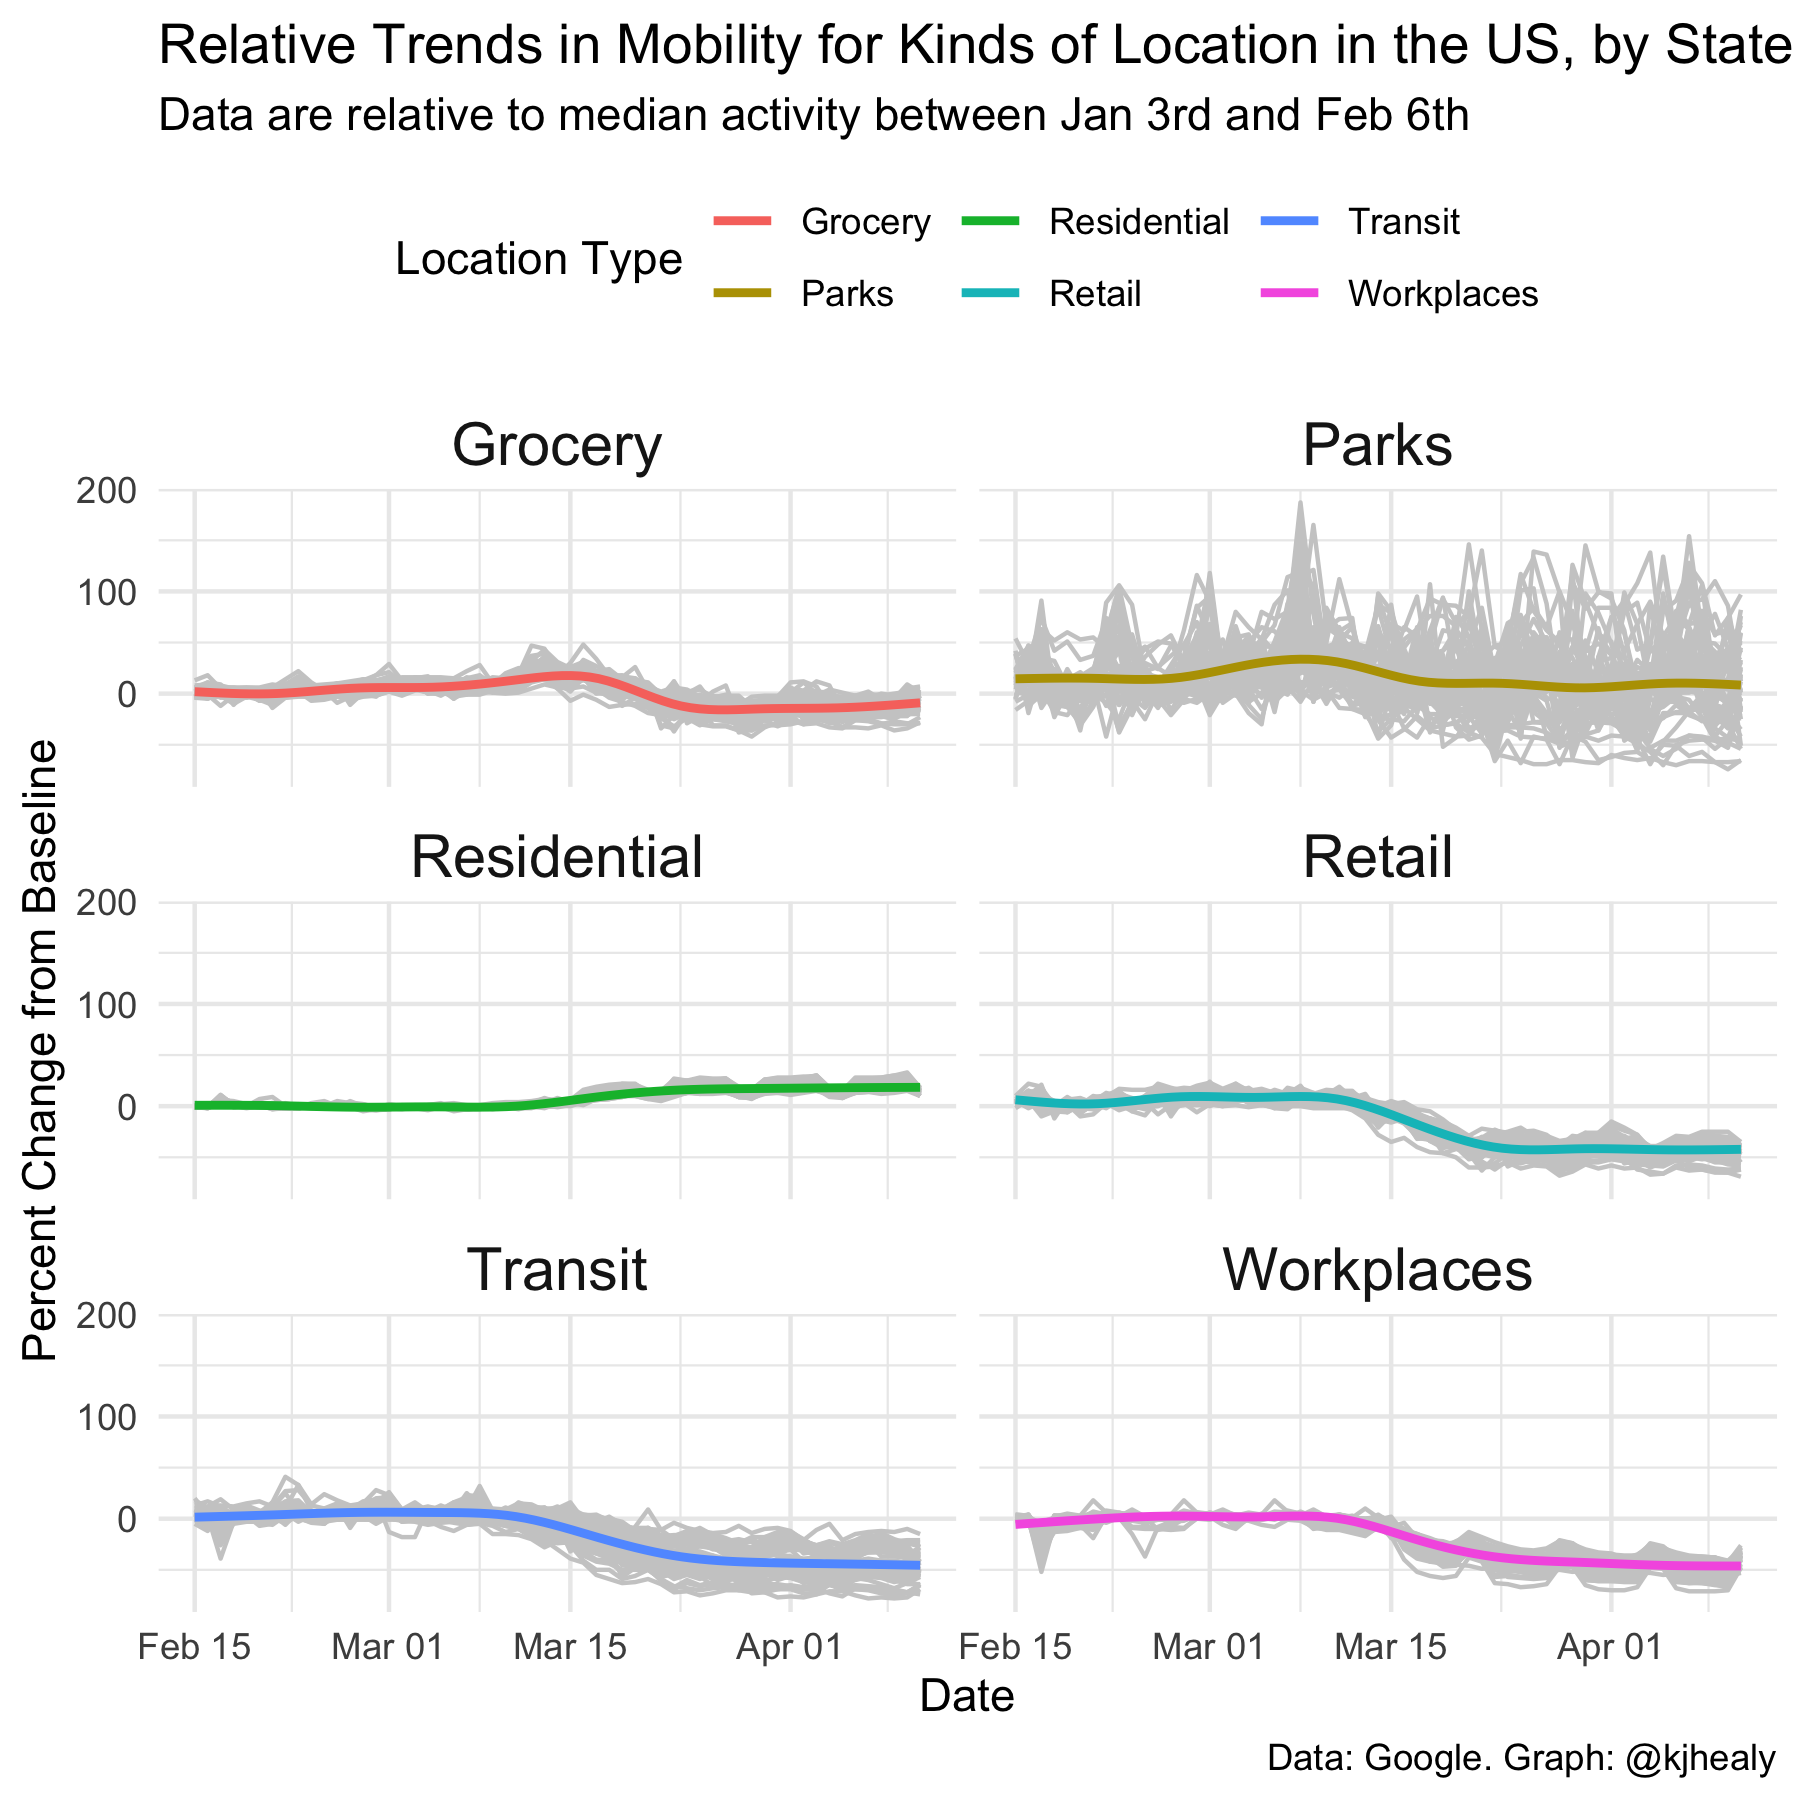 Relative Trends in Mobility for Kinds of Location in the US, by State
Data are relative to median activity between Jan 3rd and Feb 6th
Location Type
Grocery
Residential
Transit
Parks
Retail
Workplaces
Percent Change from Baseline
Grocery
Parks
200
100
0
Residential
Retail
200
100
0
Transit
Workplaces
200
100
0
Feb 15 Mar 01 Mar 15 Apr 01
Feb 15 Mar 01 Mar 15 Apr 01
Date
Data: Google. Graph: @kjhealy